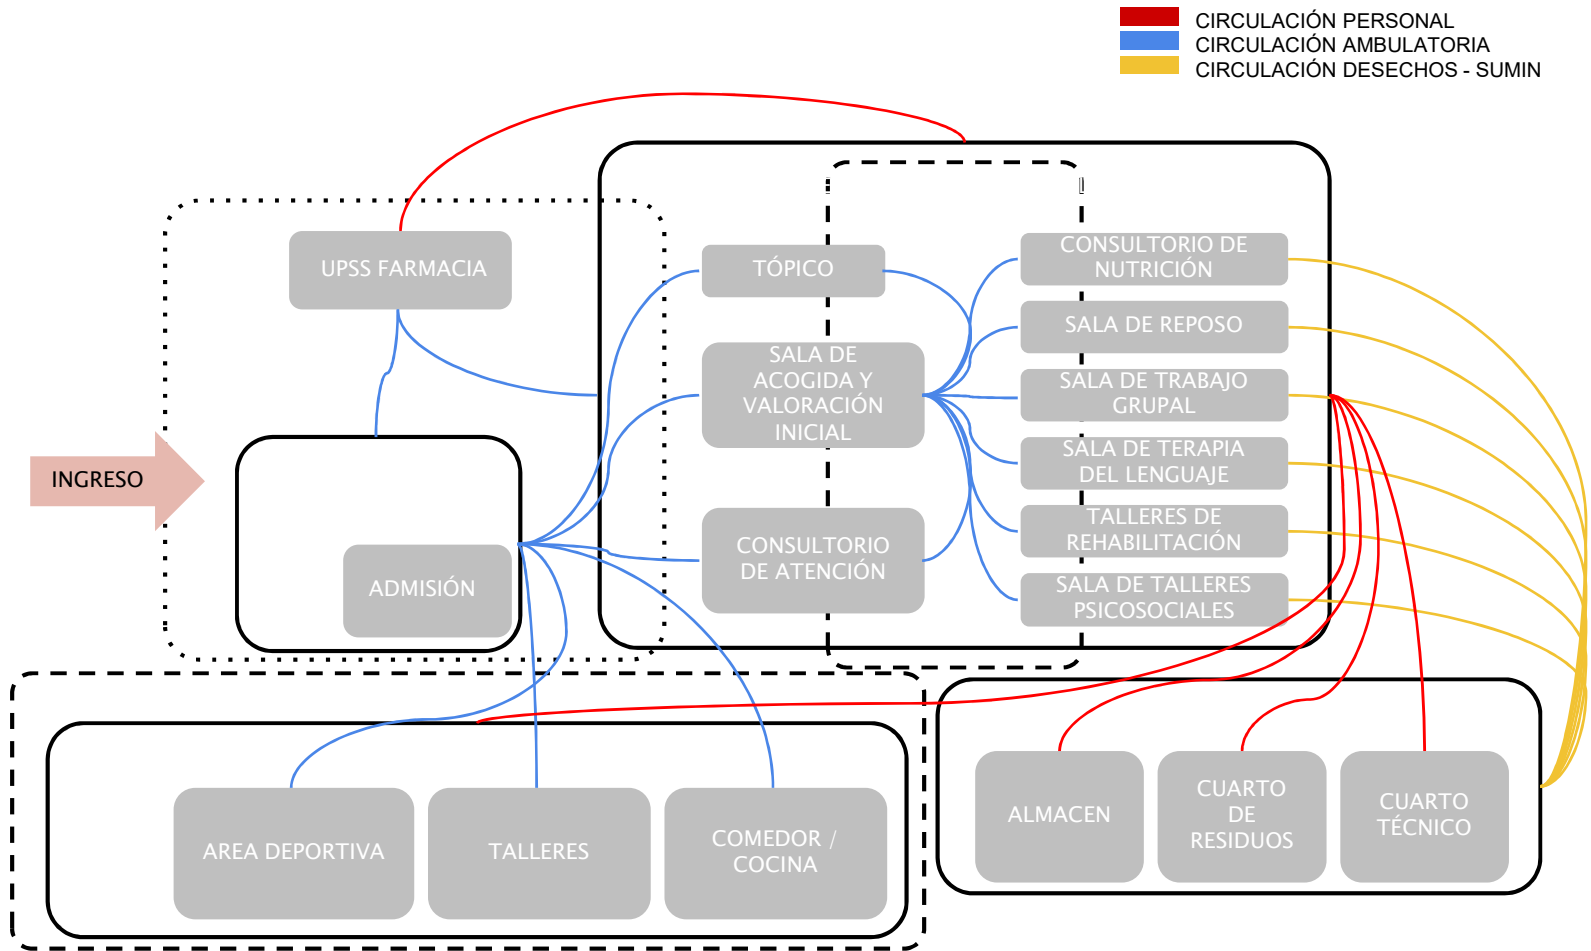 CIRCULACIÓN PERSONAL
CIRCULACIÓN AMBULATORIA
CIRCULACIÓN DESECHOS - SUMIN
UPSS FARMACIA
INGRESO
ADMISIÓN
TÓPICO
SALA DE
ACOGIDA Y
VALORACIÓN
INICIAL
CONSULTORIO
DE ATENCIÓN
CONSULTORIO DE
NUTRICIÓN
SALA DE REPOSO
SALA DE TRABAJO
GRUPAL
SALA DE TERAPIA
DEL LENGUAJE
TALLERES DE
REHABILITACIÓN
SALA DE TALLERES
PSICOSOCIALES
AREA DEPORTIVA
TALLERES
COMEDOR /
COCINA
ALMACEN
CUARTO
DE
RESIDUOS
CUARTO
TÉCNICO